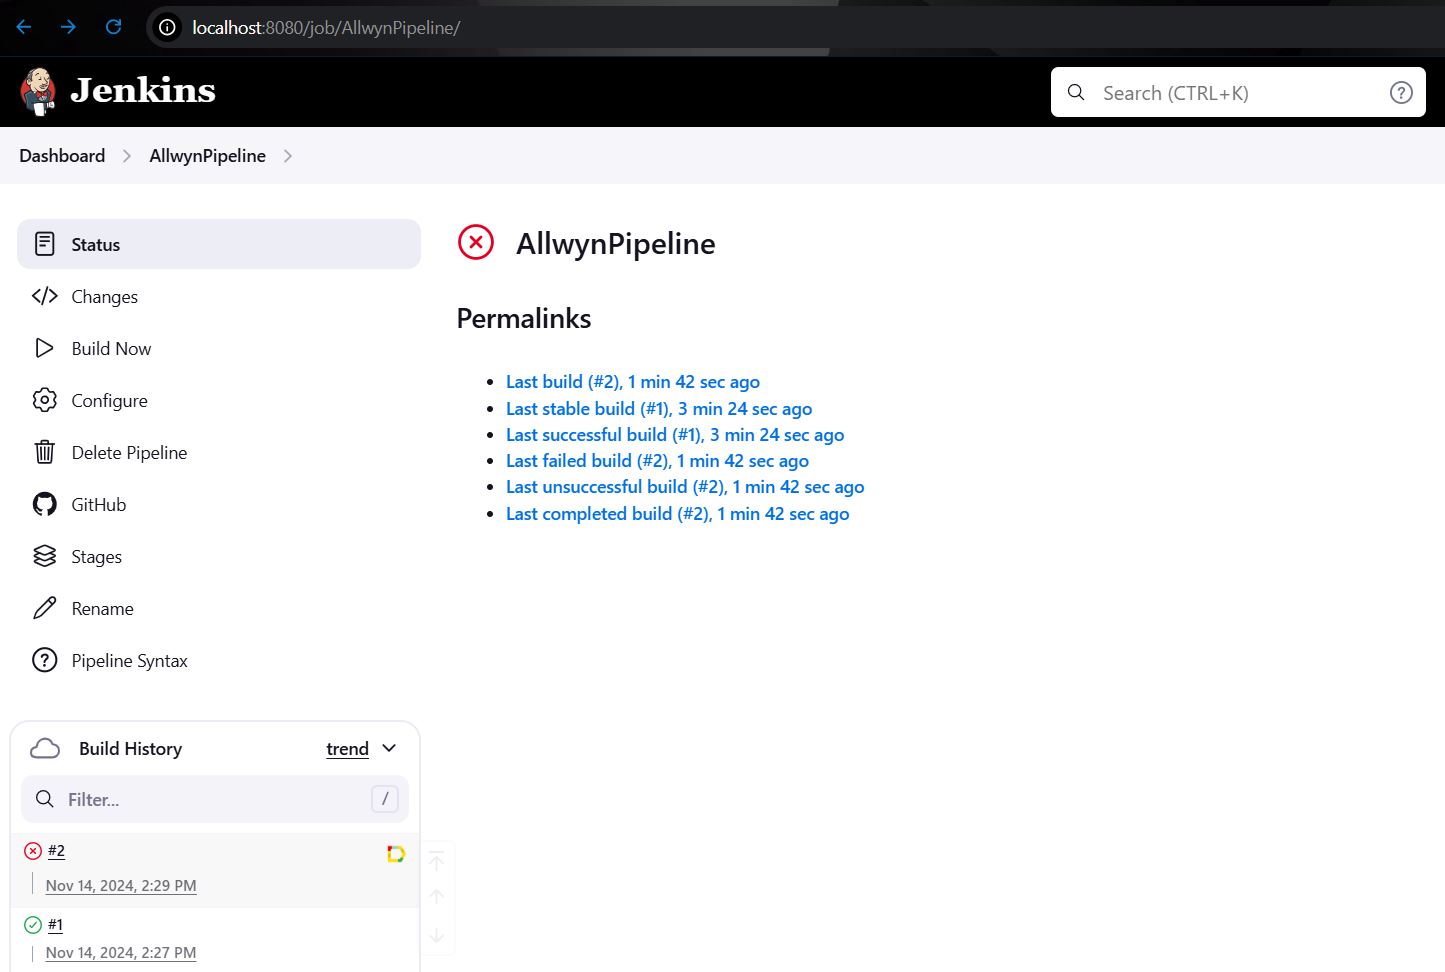 localhost:8080/job/AllwynPipeline/
Jenkins
Search (CTRL+K)
Dashboard
AllwynPipeline
Status
Changes
Build Now
Configure
Delete Pipeline
GitHub
Stages
Rename
Pipeline Syntax
AllwynPipeline
Permalinks
Last build (#2), 1 min 42 sec ago
Last stable build (#1), 3 min 24 sec ago
Last successful build (#1), 3 min 24 sec ago
Last failed build (#2), 1 min 42 sec ago
Last unsuccessful build (#2), 1 min 42 sec ago
Last completed build (#2), 1 min 42 sec ago
Build History trend
Filter... /
#2
Nov 14, 2024, 2:29 PM
#1
Nov 14, 2024, 2:27 PM